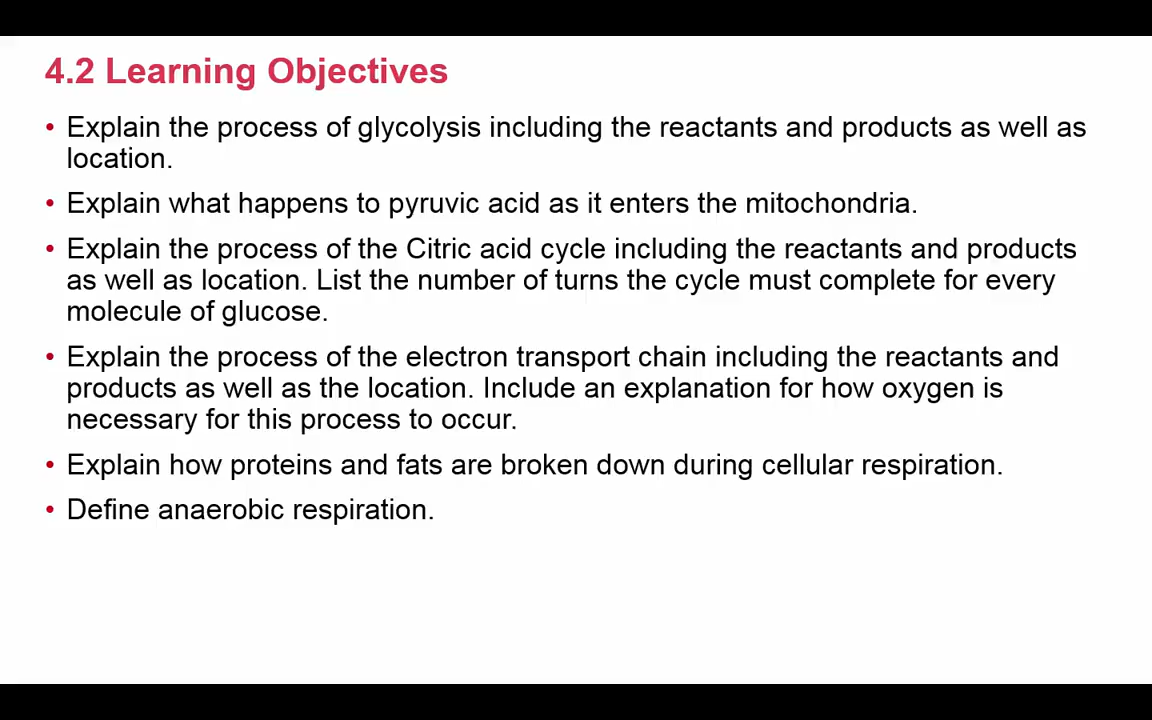 4.2 Learning Objectives
• Explain the process of glycolysis including the reactants and products as well as
location.
• Explain what happens to pyruvic acid as it enters the mitochondria.
• Explain the process of the Citric acid cycle including the reactants and products
as well as location. List the number of turns the cycle must complete for every
molecule of glucose.
• Explain the process of the electron transport chain including the reactants and
products as well as the location. Include an explanation for how oxygen is
necessary for this process to occur.
• Explain how proteins and fats are broken down during cellular respiration.
• Define anaerobic respiration.